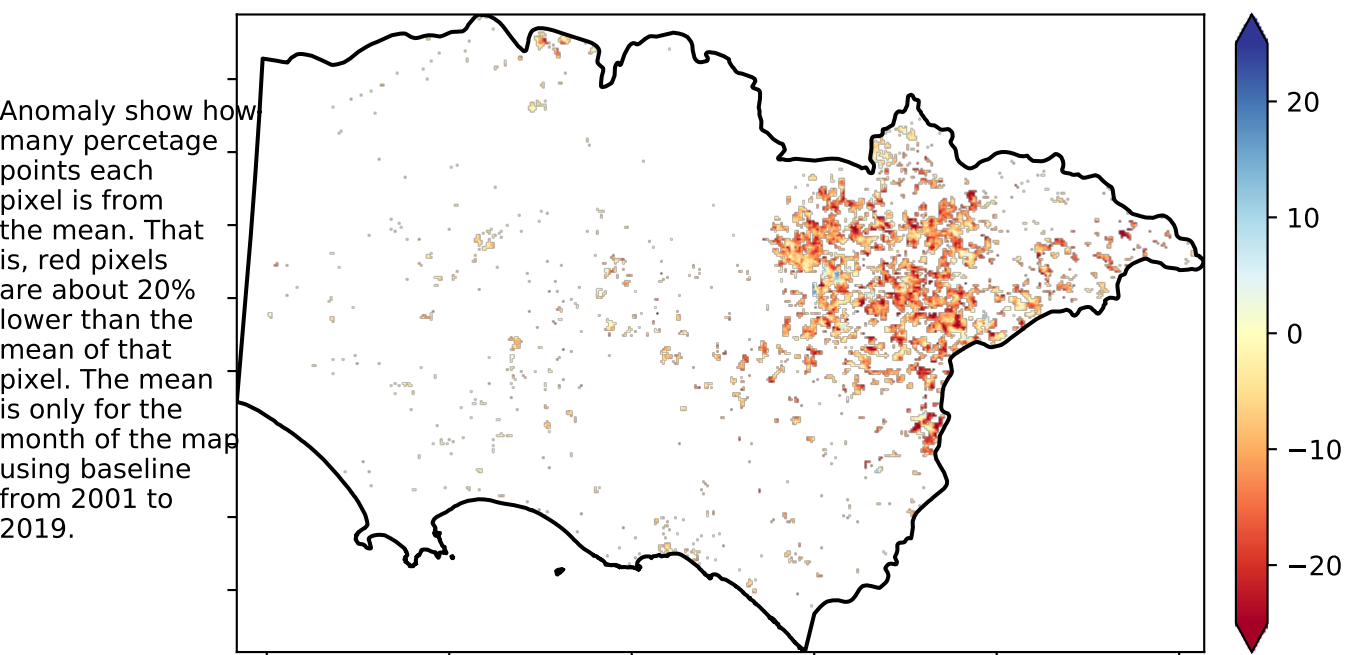 Anomaly show how
many percetage
points each
pixel is from
the mean. That
is, red pixels
are about 20%
lower than the
mean of that
pixel. The mean
is only for the
month of the map
using baseline
from 2001 to
2019.
20
10
0
−10
−20